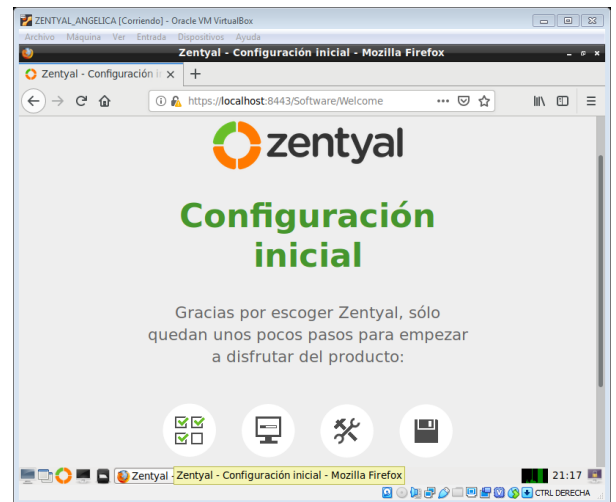 ZENTYAL_ANGELICA [Corriendo] - Oracle VM VirtualBox
Archivo Máquina Ver Entrada Dispositivos Ayuda
Zentyal - Configuración inicial - Mozilla Firefox
Zentyal - Configuración in
https://localhost:8443/Software/Welcome
zentyal
Configuración
inicial
Gracias por escoger Zentyal, sólo
quedan unos pocos pasos para empezar
a disfrutar del producto:
Zentyal - Zentyal - Configuración inicial - Mozilla Firefox 21:17
CTRL DERECHA